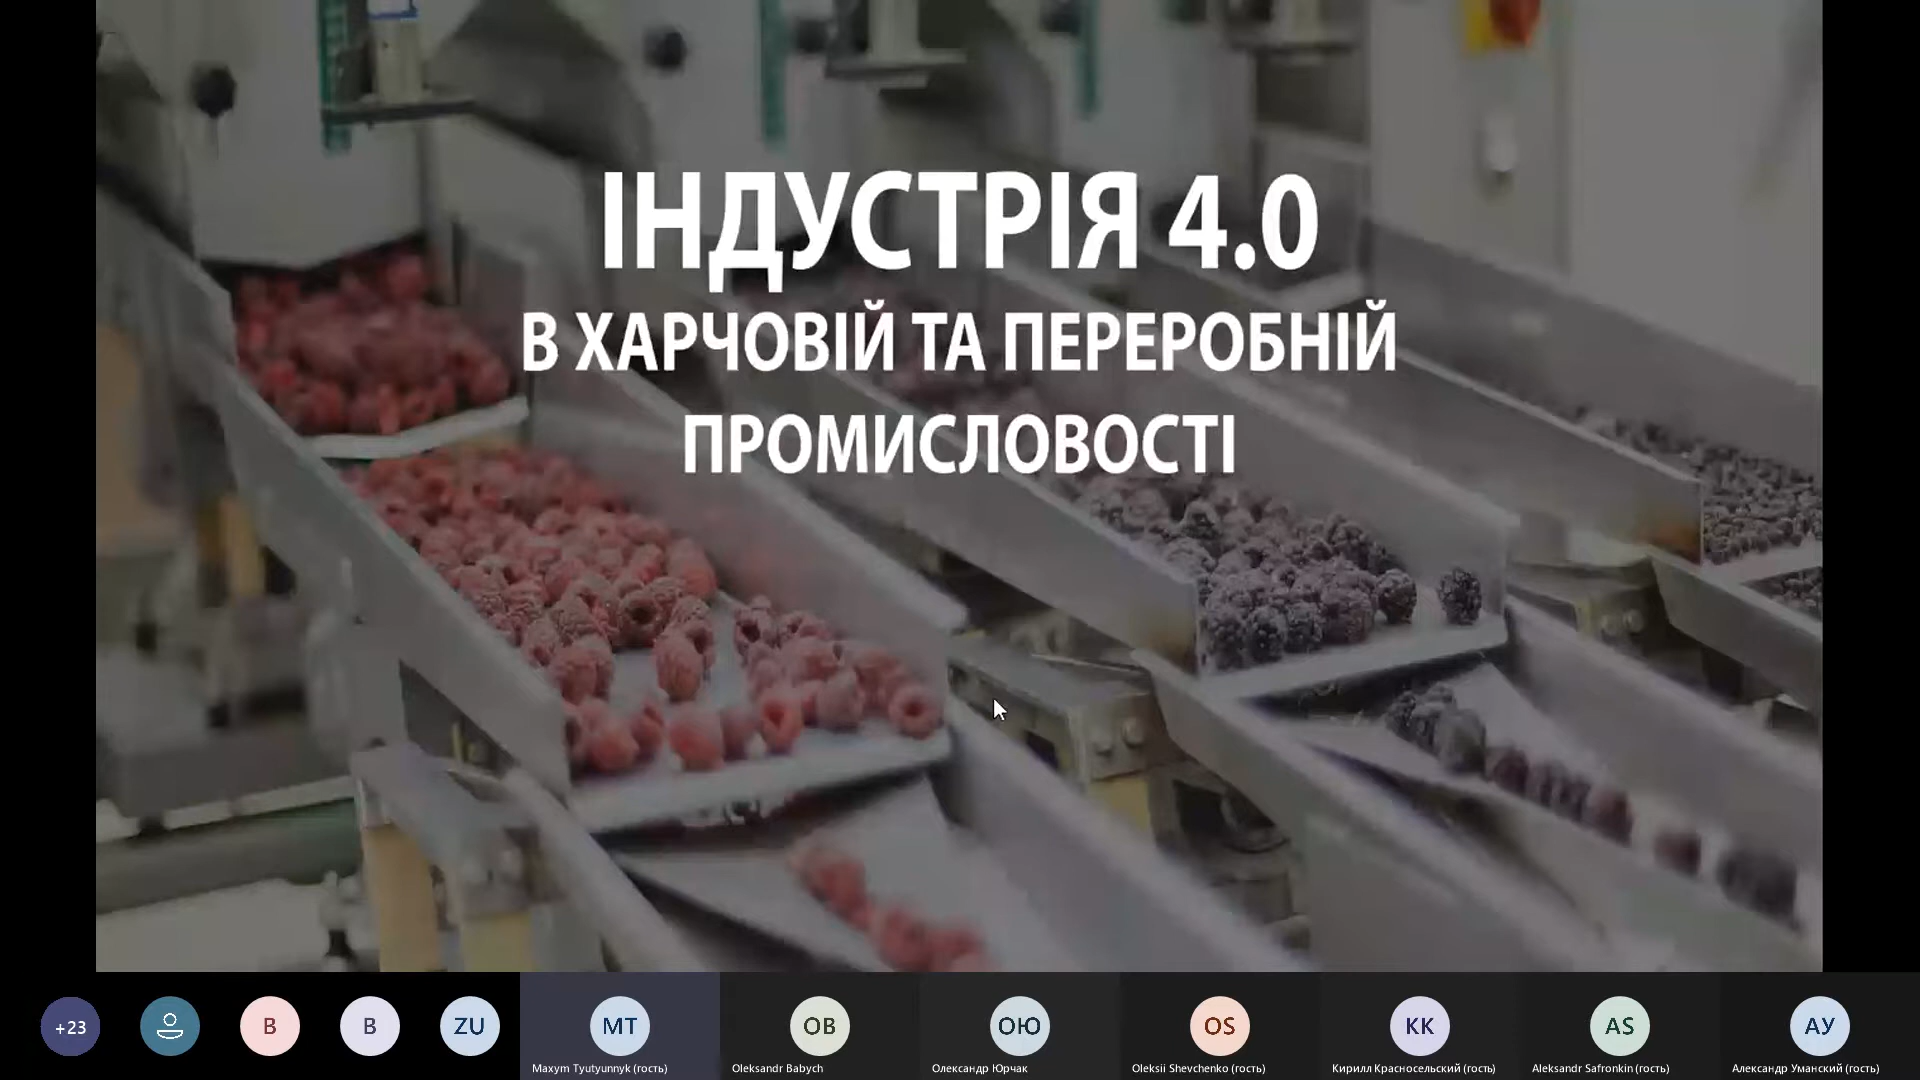 ІНДУСТРІЯ 4.0
В ХАРЧОВІЙ ТА ПЕРЕРОБНІЙ
ПРОМИСЛОВОСТІ
+23
B
B
ZU
MT
OB
ОЮ
OS
КК
AS
АУ
Maxym Tyutyunnyk (гость)
Oleksandr Babych
Олександр Юрчак
Oleksii Shevchenko (гость)
Кирилл Красносельский (гость)
Aleksandr Safronkin (гость)
Александр Уманский (гость)